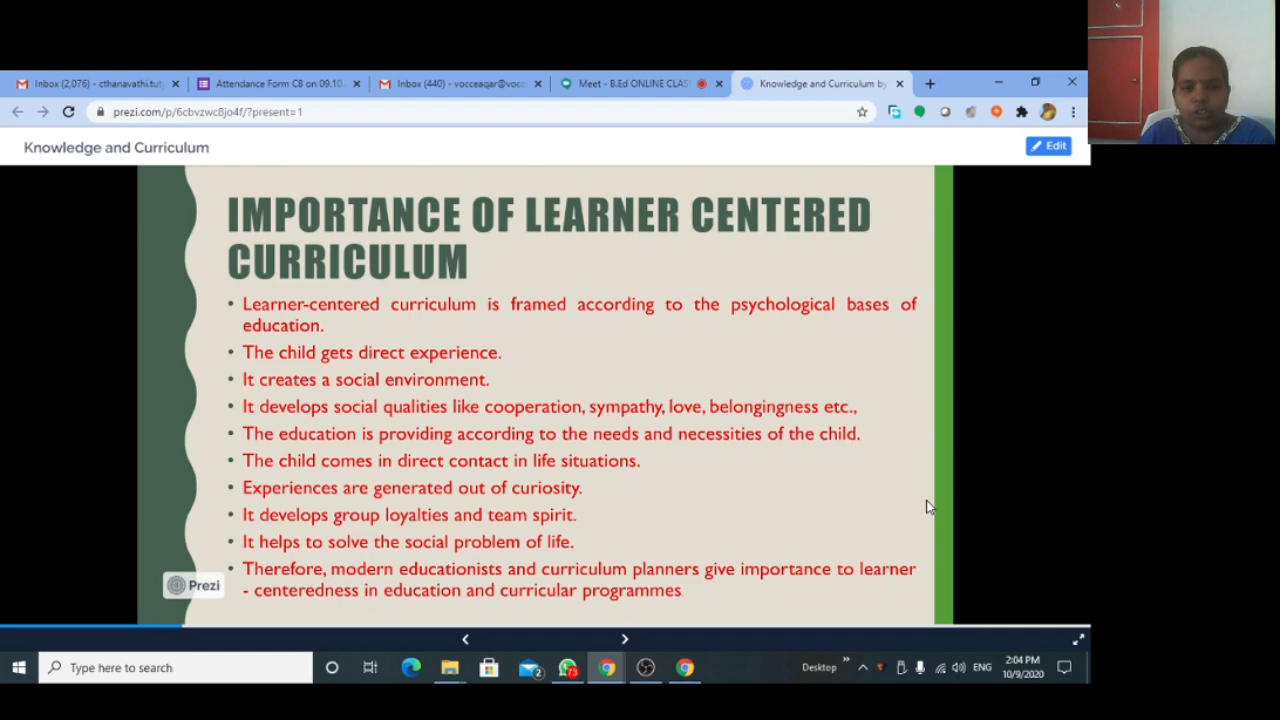 Inbox (2,076) - cthanavathi.tut
Attendance Form C8 on 09.10.
Inbox (440) - vocceaqar@vocc
Meet - B.Ed ONLINE CLAS
Knowledge and Curriculum by
prezi.com/p/6cbvzwc8jo4f/?present=1
Knowledge and Curriculum
Edit
IMPORTANCE OF LEARNER CENTERED
CURRICULUM
• Learner-centered curriculum is framed according to the psychological bases of
education.
• The child gets direct experience.
• It creates a social environment.
• It develops social qualities like cooperation, sympathy, love, belongingness etc.,
• The education is providing according to the needs and necessities of the child.
• The child comes in direct contact in life situations.
• Experiences are generated out of curiosity.
• It develops group loyalties and team spirit.
• It helps to solve the social problem of life.
• Therefore, modern educationists and curriculum planners give importance to learner
- centeredness in education and curricular programmes
Prezi
Type here to search
2
73
Desktop
ENG
2:04 PM
10/9/2020